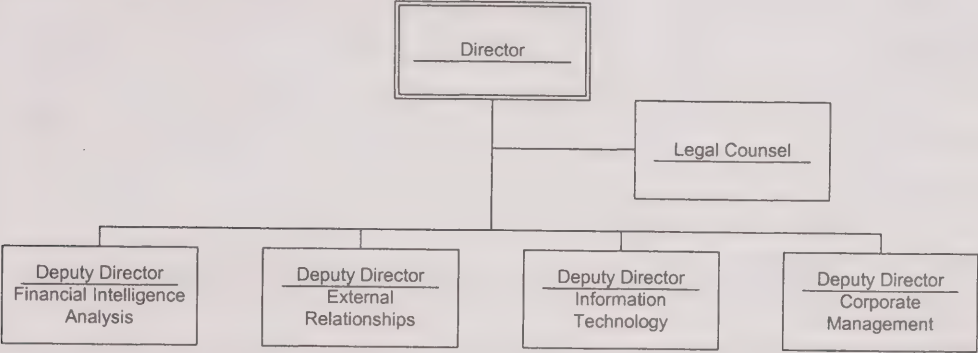 Director
Legal Counsel
Deputy Director
Financial Intelligence
Analysis
Deputy Director
External
Relationships
Deputy Director
Information
Technology
Deputy Director
Corporate
Management